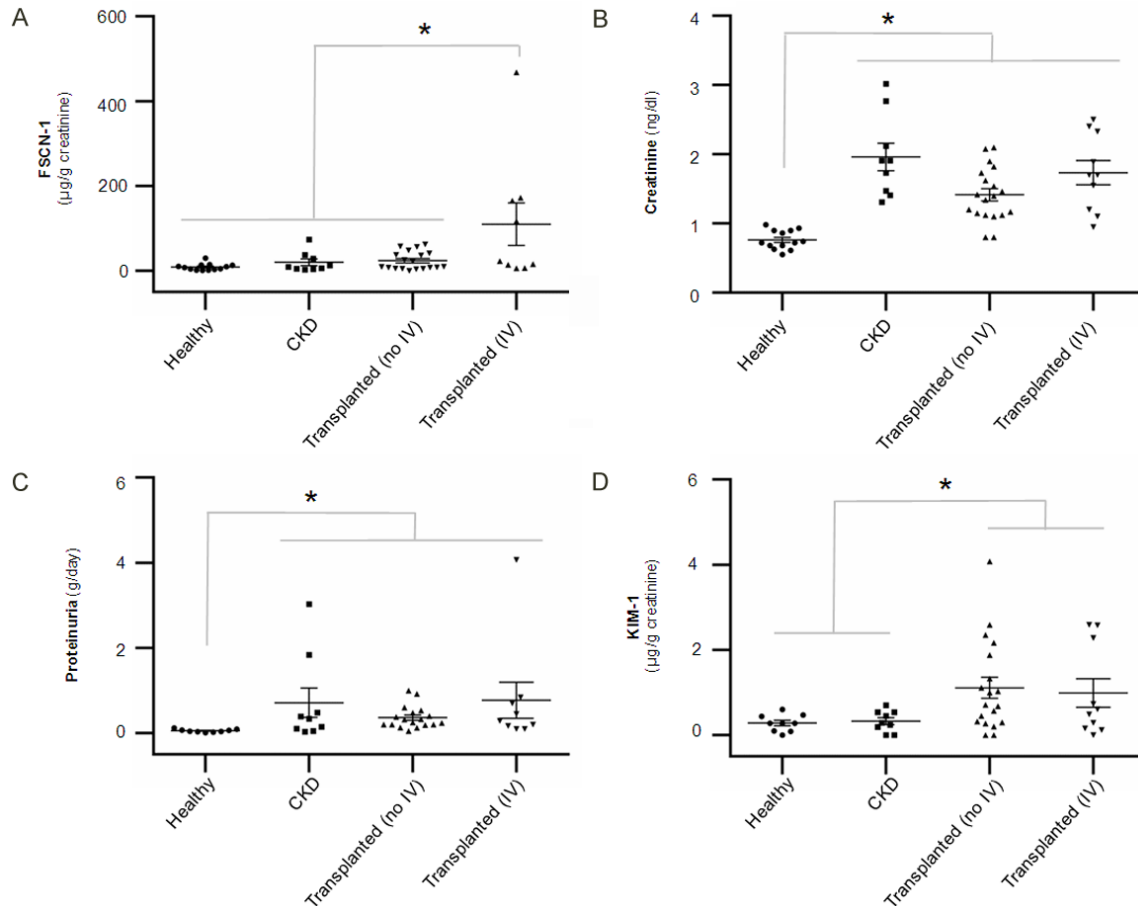 A
600
400
200
0
FSCN-1
(µg/g creatinine)
*
Healthy
CKD
Transplanted (no IV)
Transplanted (IV)
B
4
3
2
1
0
Creatinine (ng/dl)
*
Healthy
CKD
Transplanted (no IV)
Transplanted (IV)
C
6
4
2
0
Proteinuria (g/day)
*
Healthy
CKD
Transplanted (no IV)
Transplanted (IV)
D
6
4
2
0
KIM-1
(µg/g creatinine)
*
Healthy
CKD
Transplanted (no IV)
Transplanted (IV)